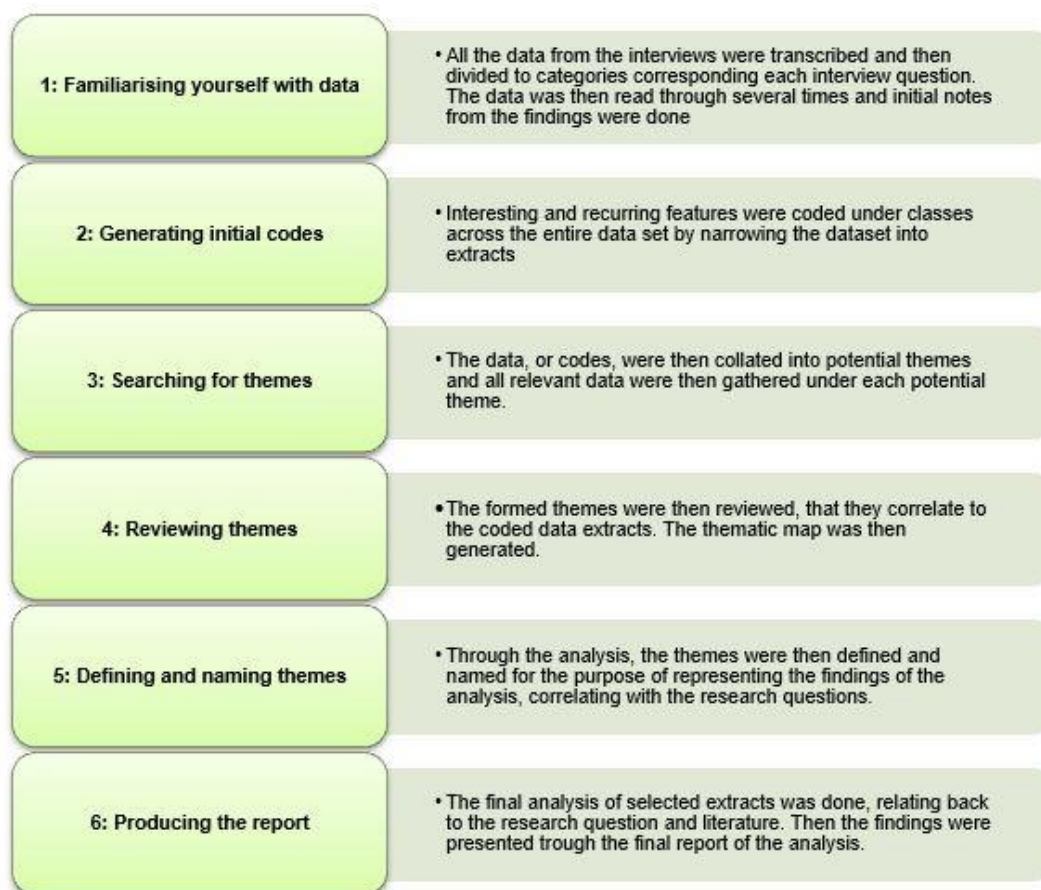 1: Familiarising yourself with data
• All the data from the interviews were transcribed and then
divided to categories corresponding each interview question.
The data was then read through several times and initial notes
from the findings were done
2: Generating initial codes
• Interesting and recurring features were coded under classes
across the entire data set by narrowing the dataset into
extracts
3: Searching for themes
• The data, or codes, were then collated into potential themes
and all relevant data were then gathered under each potential
theme.
4: Reviewing themes
• The formed themes were then reviewed, that they correlate to
the coded data extracts. The thematic map was then
generated.
5: Defining and naming themes
• Through the analysis, the themes were then defined and
named for the purpose of representing the findings of the
analysis, correlating with the research questions.
6: Producing the report
• The final analysis of selected extracts was done, relating back
to the research question and literature. Then the findings were
presented trough the final report of the analysis.